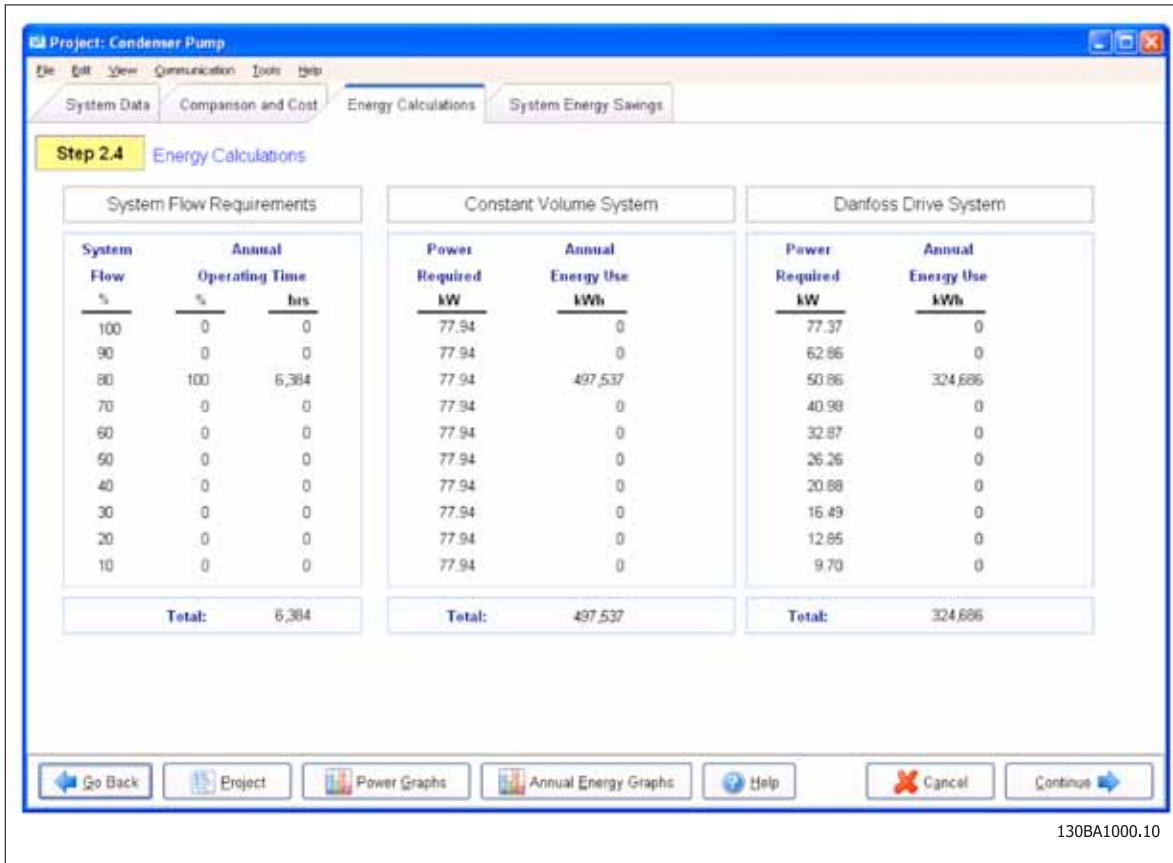 Project: Condenser Pump
File Edit View Communication Tools Help
System Data Comparison and Cost Energy Calculations System Energy Savings
Step 2.4 Energy Calculations
System Flow Requirements Constant Volume System Danfoss Drive System
System Annual Power Annual Power Annual
Flow Operating Time Required Energy Use Required Energy Use
% % hrs kW kWh kW kWh
100 0 0 77.94 0 77.37 0
90 0 0 77.94 0 62.86 0
80 100 6,384 77.94 497,537 50.86 324,686
70 0 0 77.94 0 40.98 0
60 0 0 77.94 0 32.87 0
50 0 0 77.94 0 26.26 0
40 0 0 77.94 0 20.88 0
30 0 0 77.94 0 16.49 0
20 0 0 77.94 0 12.85 0
10 0 0 77.94 0 9.70 0
Total: 6,384 Total: 497,537 Total: 324,686
Go Back Project Power Graphs Annual Energy Graphs Help Cancel Continue
130BA1000.10